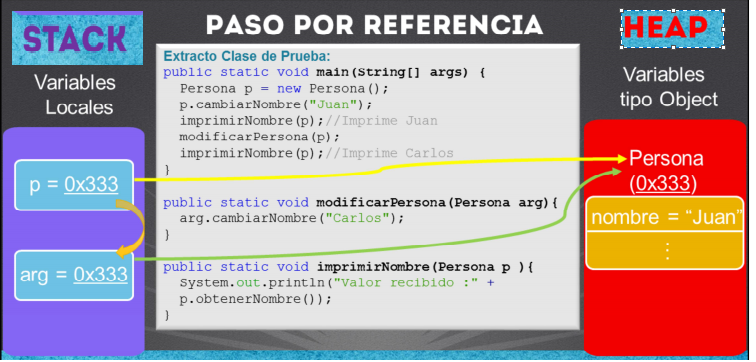 PASO POR REFERENCIA
STACK
Variables
Locales
p = 0x333
arg = 0x333
Extracto Clase de Prueba:
public static void main(String[] args) {
Persona p = new Persona();
p.cambiarNombre("Juan");
imprimirNombre(p);//Imprime Juan
modificarPersona(p);
imprimirNombre(p);//Imprime Carlos
}
public static void modificarPersona(Persona arg){
arg.cambiarNombre("Carlos");
}
public static void imprimirNombre(Persona p ){
System.out.println("Valor recibido :" +
p.obtenerNombre());
}
HEAP
Variables
tipo Object
Persona
(0x333)
nombre = “Juan”
⋮